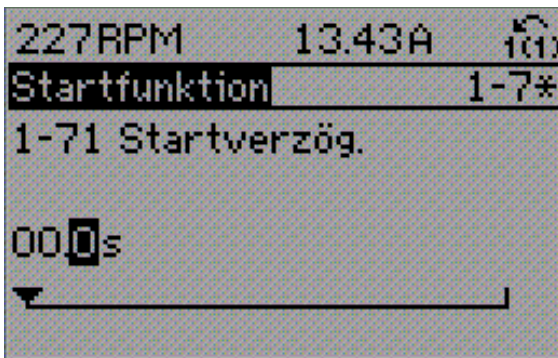 227RPM 13.43A 1(1)
Startfunktion 1-7*
1-71 Startverzög.
00.0s